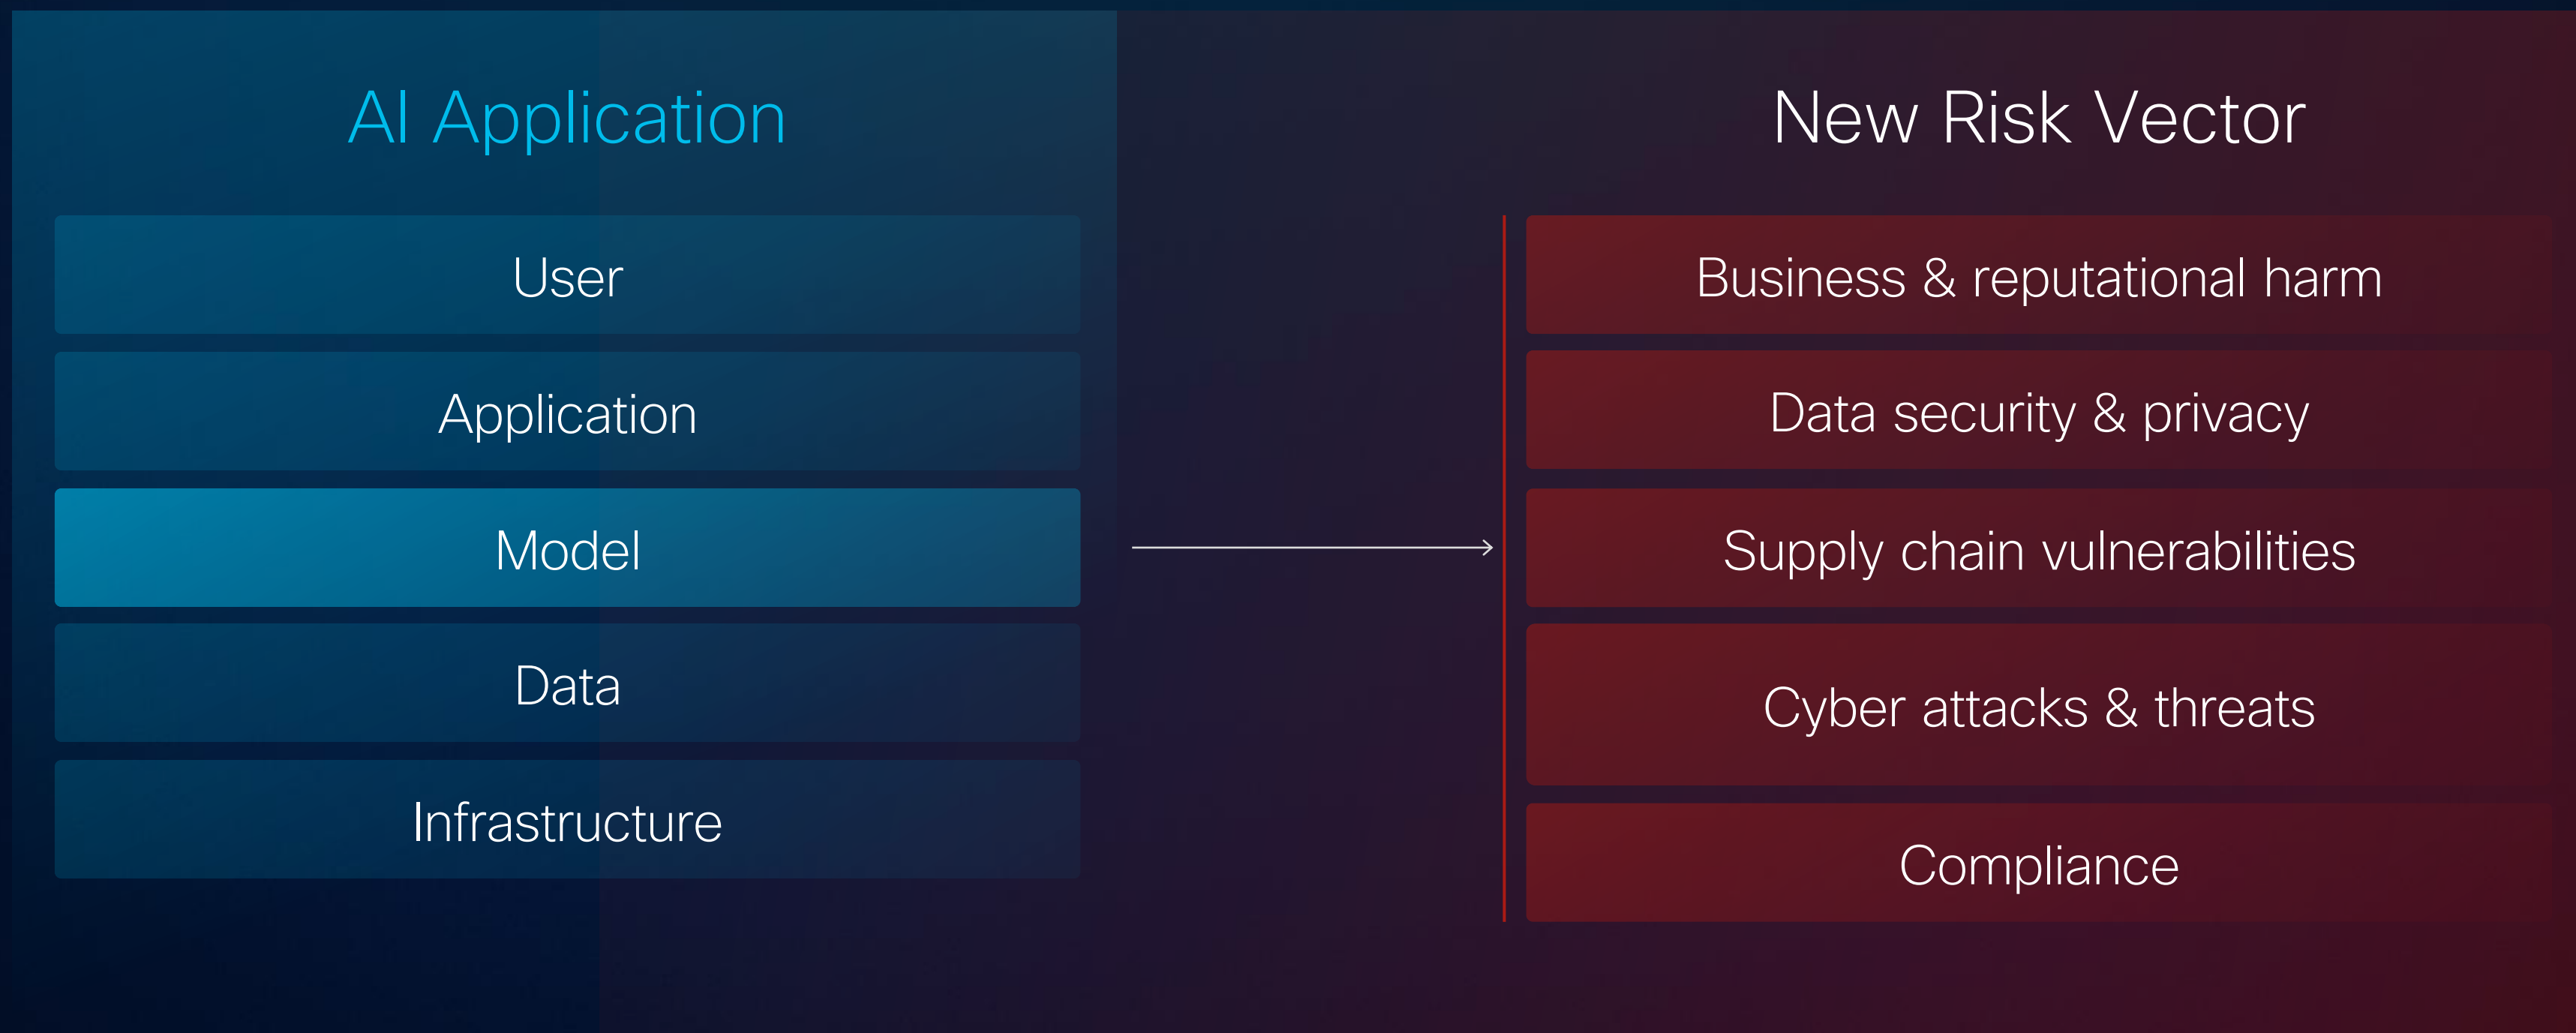 AI Application
User
Application
Model
Data
Infrastructure
New Risk Vector
Business & reputational harm
Data security & privacy
Supply chain vulnerabilities
Cyber attacks & threats
Compliance